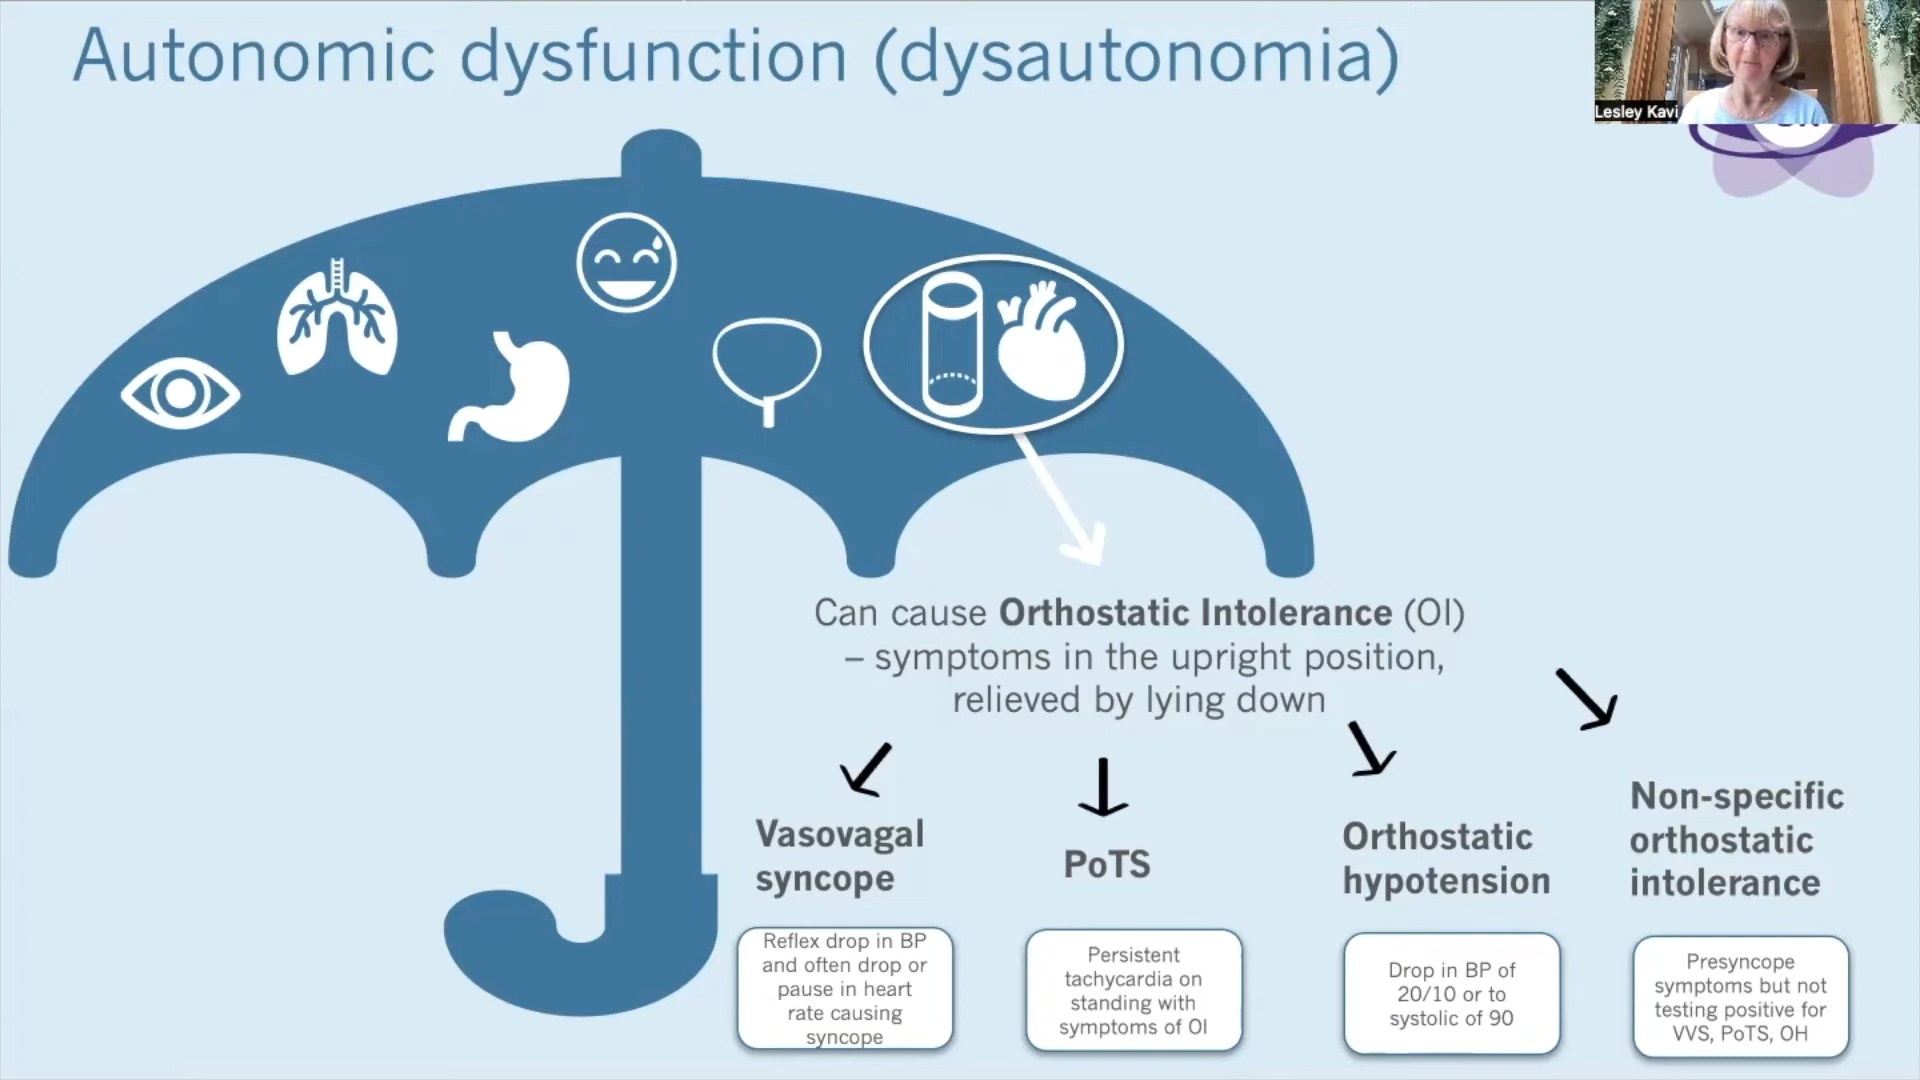 Autonomic dysfunction (dysautonomia)
Lesley Kavi
Can cause Orthostatic Intolerance (OI)
– symptoms in the upright position,
relieved by lying down
Vasovagal
syncope
Reflex drop in BP
and often drop or
pause in heart
rate causing
syncope
PoTS
Persistent
tachycardia on
standing with
symptoms of OI
Orthostatic
hypotension
Drop in BP of
20/10 or to
systolic of 90
Non-specific
orthostatic
intolerance
Presyncope
symptoms but not
testing positive for
VVS, PoTS, OH